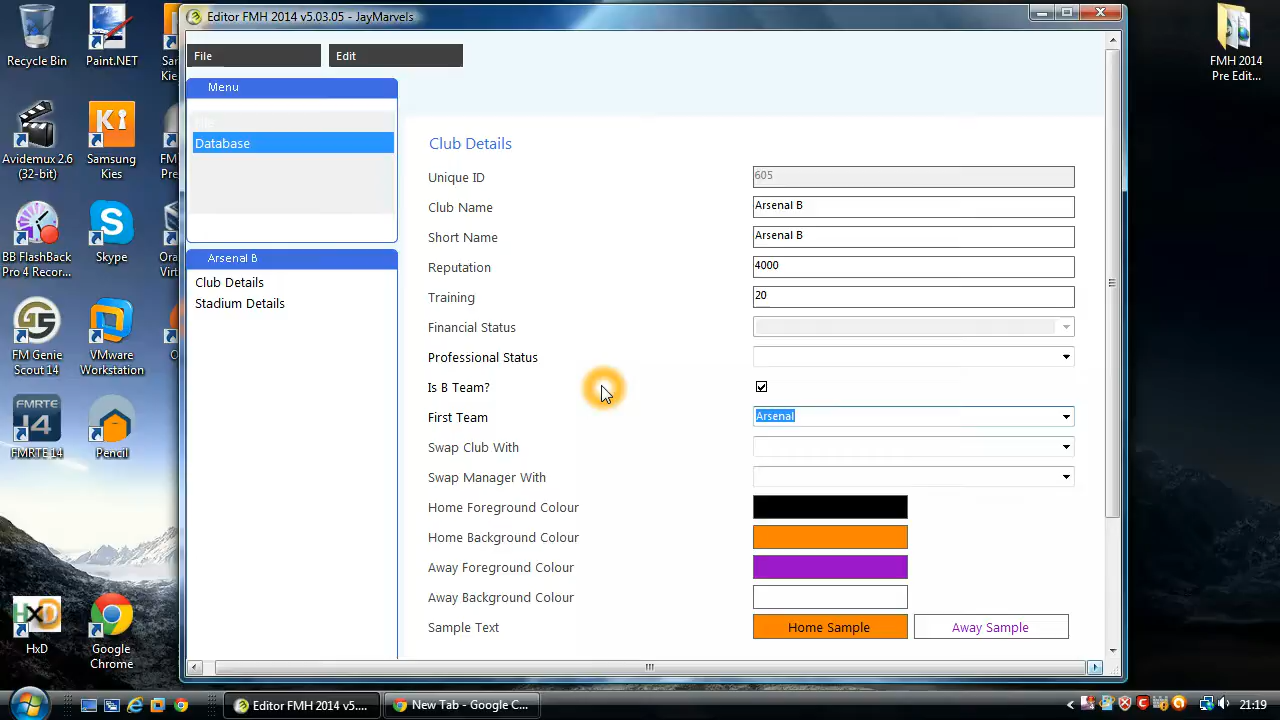 Editor FMH 2014 v5.03.05 - JayMarvels
File
Edit
Menu
Database
Arsenal B
Club Details
Stadium Details
Club Details
Unique ID
605
Club Name
Arsenal B
Short Name
Arsenal B
Reputation
4000
Training
20
Financial Status
Professional Status
Is B Team?
First Team
Arsenal
Swap Club With
Swap Manager With
Home Foreground Colour
Home Background Colour
Away Foreground Colour
Away Background Colour
Sample Text
Home Sample
Away Sample
Recycle Bin
Paint.NET
Avidemux 2.6
(32-bit)
Samsung
Kies
BB FlashBack
Pro 4 Recor...
Skype
FM Genie
Scout 14
VMware
Workstation
FMRTE 14
Pencil
HxD
Google
Chrome
FMH 2014
Pre Edit...
Editor FMH 2014 v5....
New Tab - Google C...
21:19